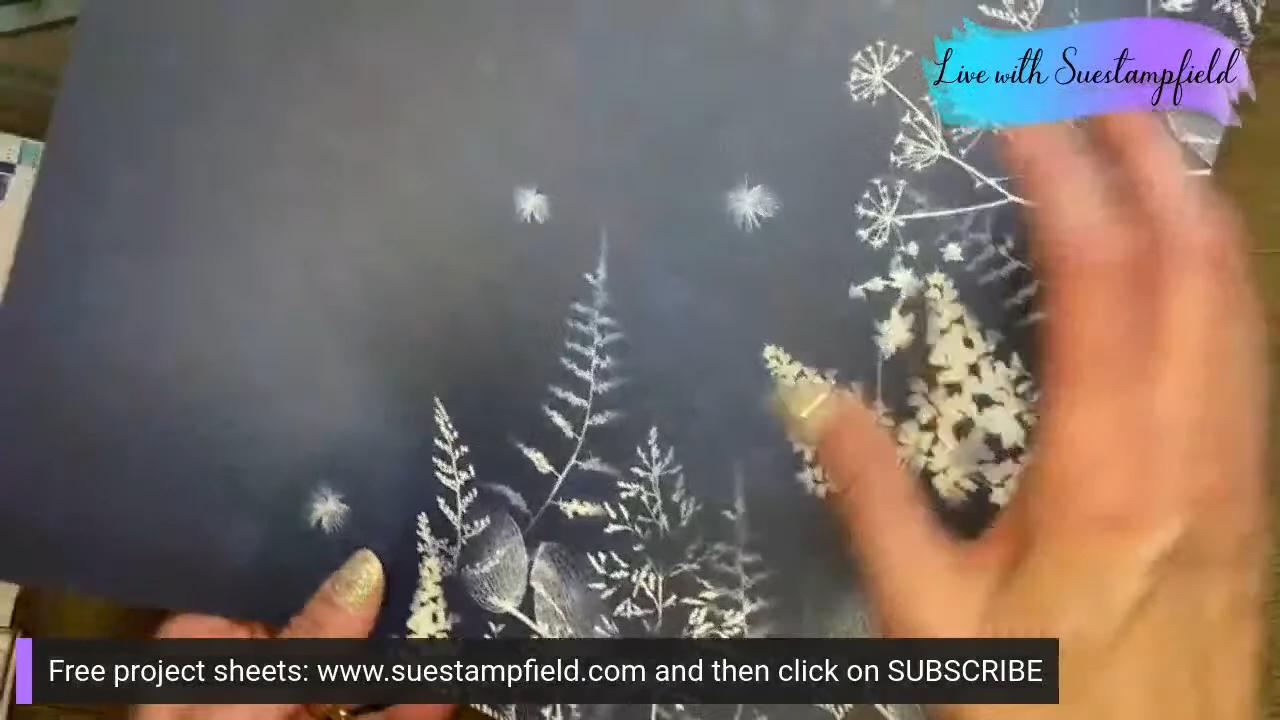 Live with Suestampfield
Free project sheets: www.suestampfield.com and then click on SUBSCRIBE